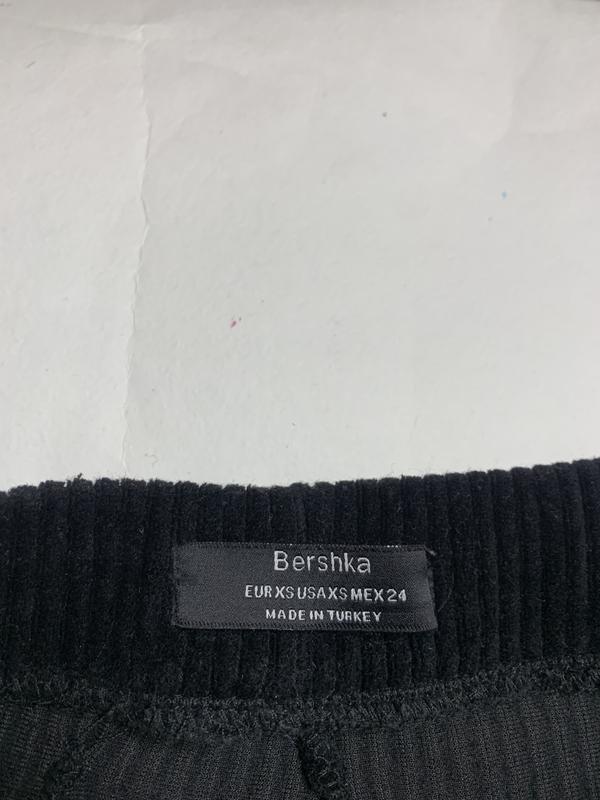 Bershka
EUR XS USA XS MEX 24
MADE IN TURKEY